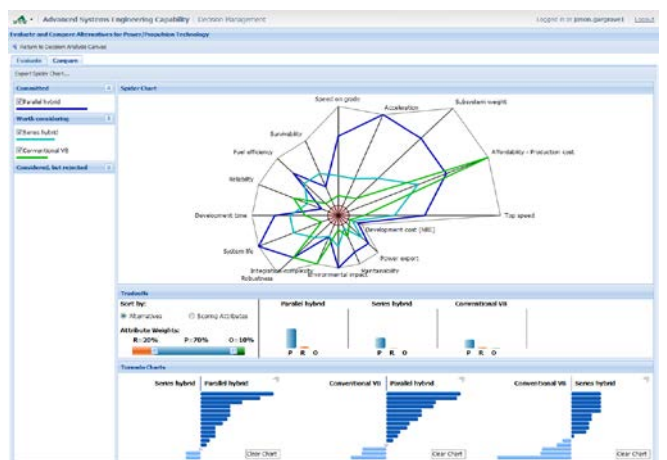 Advanced Systems Engineering Capability | Decision Management
Logged in as Logout
Evaluate and Compare Alternatives for Power/Propulsion Technology
Return to Decision Analysis Canvas
Evaluate Compare
Export Spider Chart...
Committed
Parallel hybrid
Worth considering
Series hybrid
Conventional V8
Considered, but rejected
Spider Chart
Speed on grade
Acceleration
Subsystem weight
Survivability
Fuel efficiency
Affordability - Production cost
Reliability
Development time
Top speed
Development cost [NRE]
System life
Power export
Integration complexity
Maintainability
Robustness
Environmental impact
Tradeoffs
Sort by:
Alternatives Scoring Attributes
Attribute Weights:
R=20% P=70% O=10%
Parallel hybrid Series hybrid Conventional V8
P R O P R O P R O
Tornado Charts
Series hybrid Parallel hybrid Conventional V8 Parallel hybrid Conventional V8 Series hybrid
Clear Chart Clear Chart Clear Chart